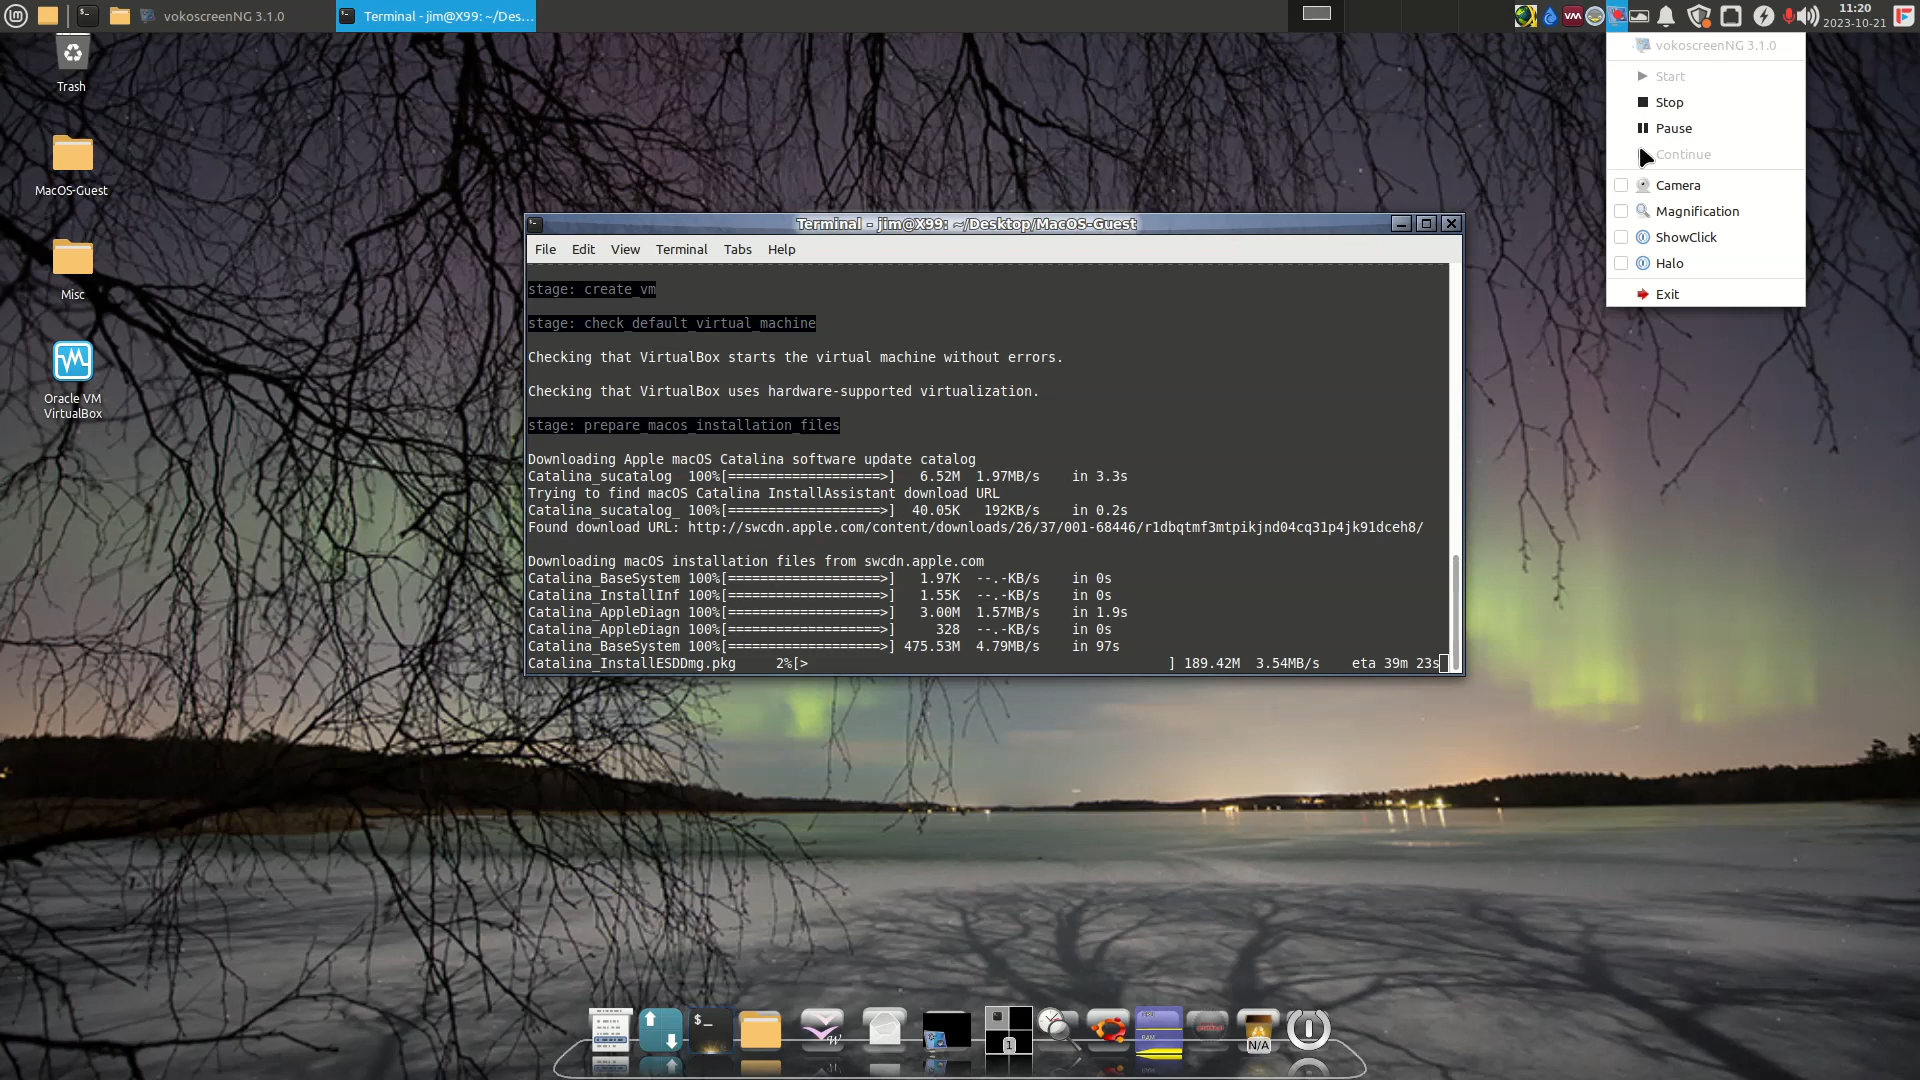 vokoscreenNG 3.1.0
Terminal - jim@X99: ~/Des...
11:20
2023-10-21
vokoscreenNG 3.1.0
Start
Stop
Pause
Continue
Camera
Magnification
ShowClick
Halo
Exit
Trash
MacOS-Guest
Misc
Oracle VM
VirtualBox
Terminal - jim@X99: ~/Desktop/MacOS-Guest
File Edit View Terminal Tabs Help
stage: create_vm
stage: check_default_virtual_machine
Checking that VirtualBox starts the virtual machine without errors.
Checking that VirtualBox uses hardware-supported virtualization.
stage: prepare_macos_installation_files
Downloading Apple macOS Catalina software update catalog
Catalina_sucatalog 100%[===================>] 6.52M 1.97MB/s in 3.3s
Trying to find macOS Catalina InstallAssistant download URL
Catalina_sucatalog_ 100%[===================>] 40.05K 192KB/s in 0.2s
Found download URL: http://swcdn.apple.com/content/downloads/26/37/001-68446/r1dbqtmf3mtpikjnd04cq31p4jk91dceh8/
Downloading macOS installation files from swcdn.apple.com
Catalina_BaseSystem 100%[===================>] 1.97K --.-KB/s in 0s
Catalina_InstallInf 100%[===================>] 1.55K --.-KB/s in 0s
Catalina_AppleDiagn 100%[===================>] 3.00M 1.57MB/s in 1.9s
Catalina_AppleDiagn 100%[===================>] 328 --.-KB/s in 0s
Catalina_BaseSystem 100%[===================>] 475.53M 4.79MB/s in 97s
Catalina_InstallESDDmg.pkg 2%[> ] 189.42M 3.54MB/s eta 39m 23s
$_
1
RAM
N/A